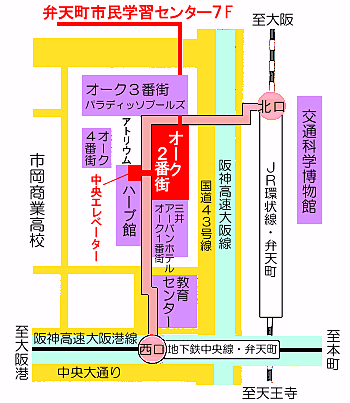 弁天町市民学習センター7F
至大阪
オーク3番街
パラディッソプールズ
北口
オーク
4番街
アトリウム
オーク
2番街
交通科学博物館
市岡商業高校
中央エレベーター
ハーブ館
三井
アーバンホテル
オーク1番街
国道43号線
阪神高速大阪線
JR環状線・弁天町
教育
センター
至大阪港
阪神高速大阪港線
西口
地下鉄中央線・弁天町
至本町
中央大通り
至天王寺